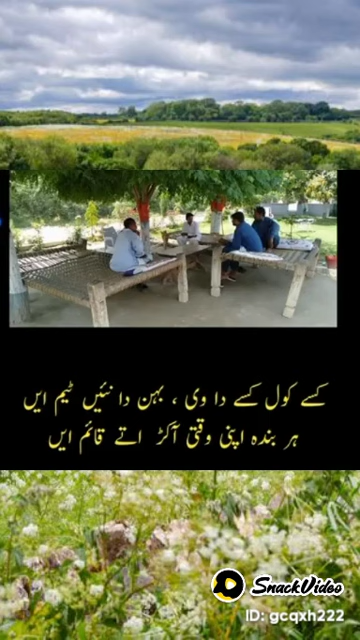 کسے کول کسے دا وی ، بہن دا نئیں ٹیم ایں
ہر بندہ اپنی وقتی آکڑ اتے قائم ایں
SnackVideo
ID: gcqxh222